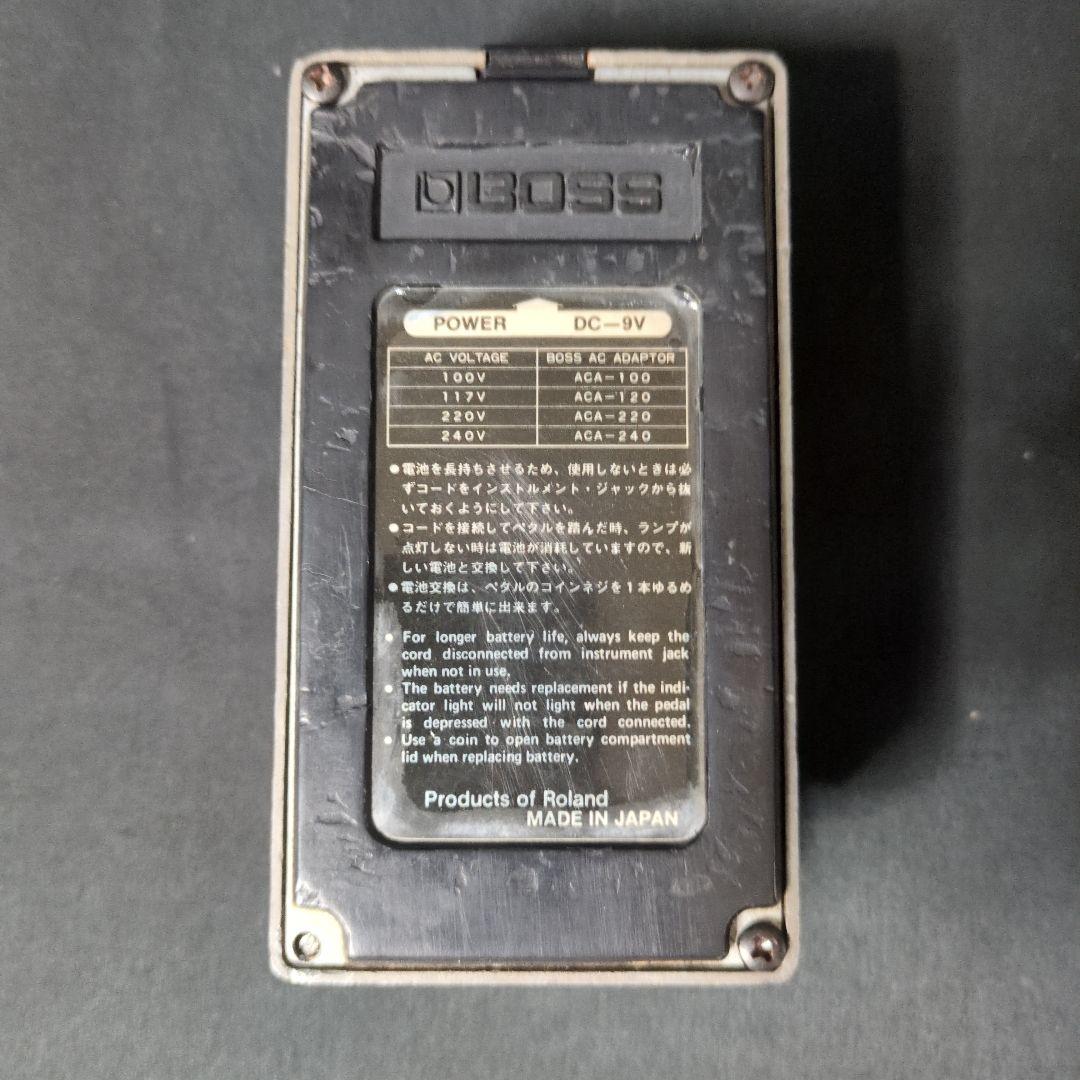 BOSS
POWER DC—9V
AC VOLTAGE BOSS AC ADAPTOR
100V ACA-100
117V ACA-120
220V ACA-220
240V ACA-240
●電池を長持ちさせるため、使用しないときは必
ずコードをインストルメント・ジャックから抜
いておくようにして下さい。
●コードを接続してペダルを踏んだ時、ランプが
点灯しない時は電池が消耗していますので、新
しい電池と交換して下さい。
●電池交換は、ペダルのコインネジを1本ゆるめ
るだけで簡単に出来ます。
● For longer battery life, always keep the
cord disconnected from instrument jack
when not in use.
● The battery needs replacement if the indi-
cator light will not light when the pedal
is depressed with the cord connected.
● Use a coin to open battery compartment
lid when replacing battery.
Products of Roland
MADE IN JAPAN